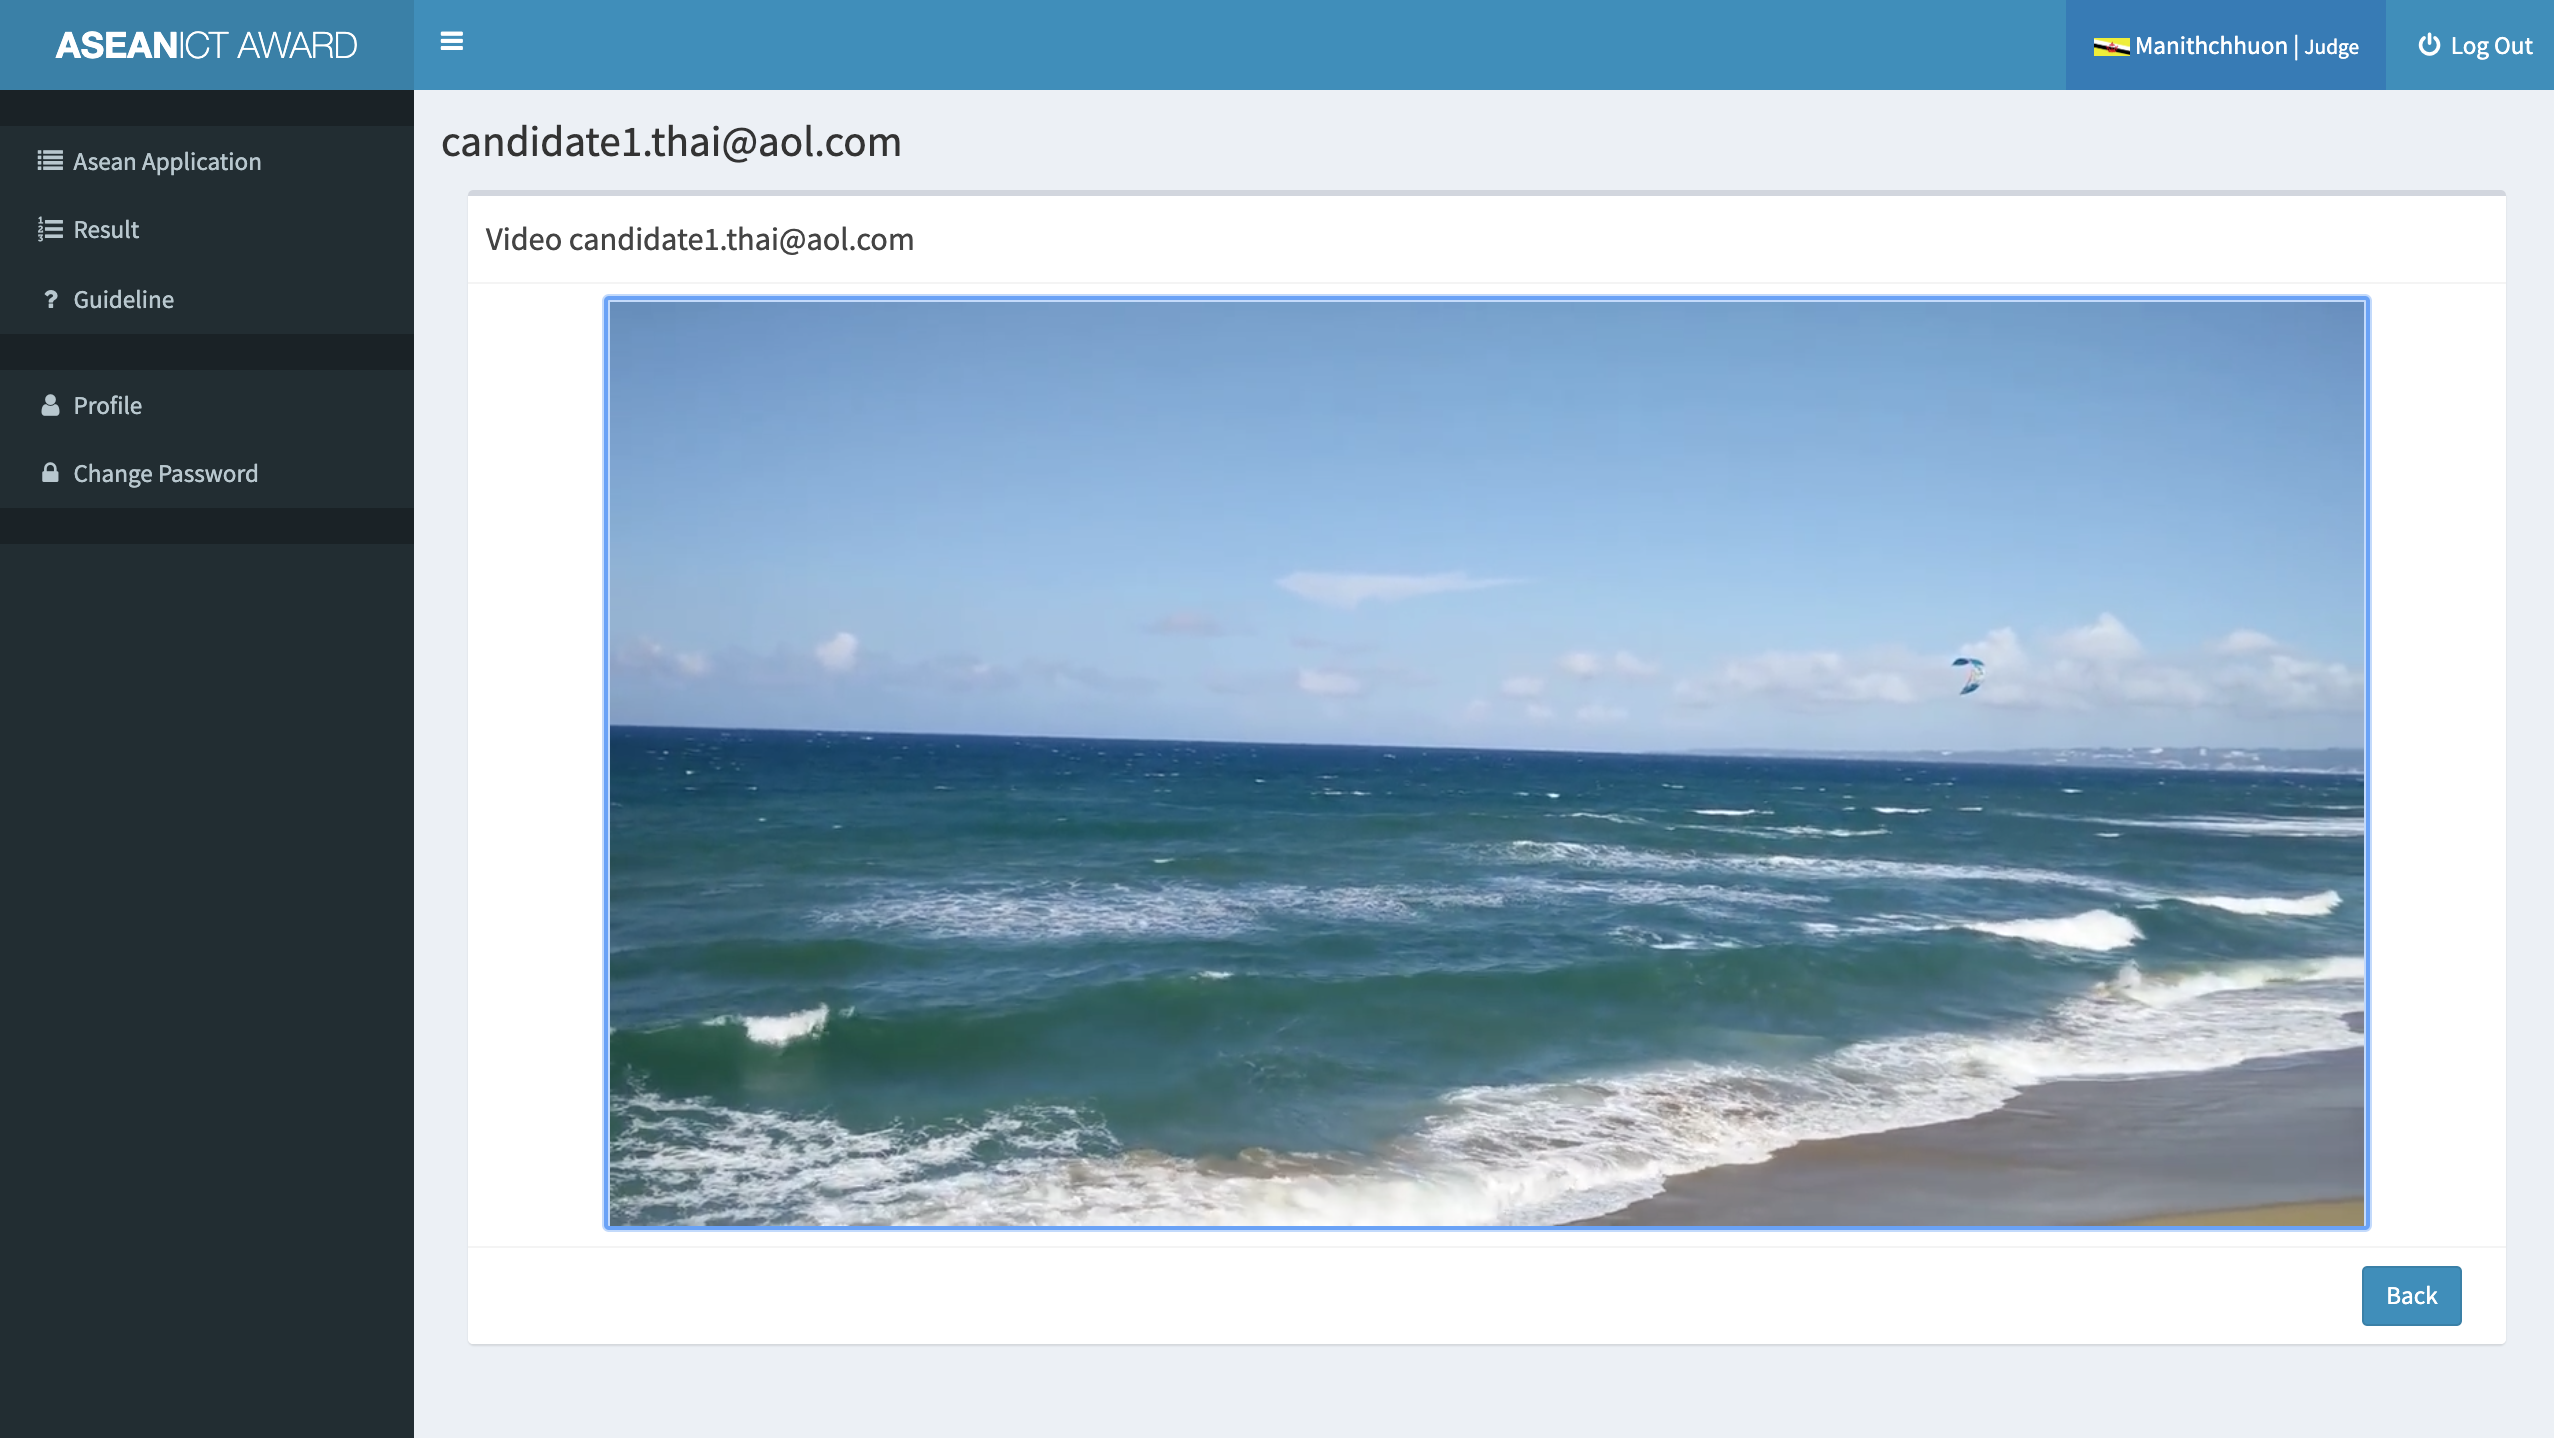 ASEANICT AWARD
Manithchhuon | Judge
Log Out
Asean Application
Result
Guideline
Profile
Change Password
candidate1.thai@aol.com
Video candidate1.thai@aol.com
Back